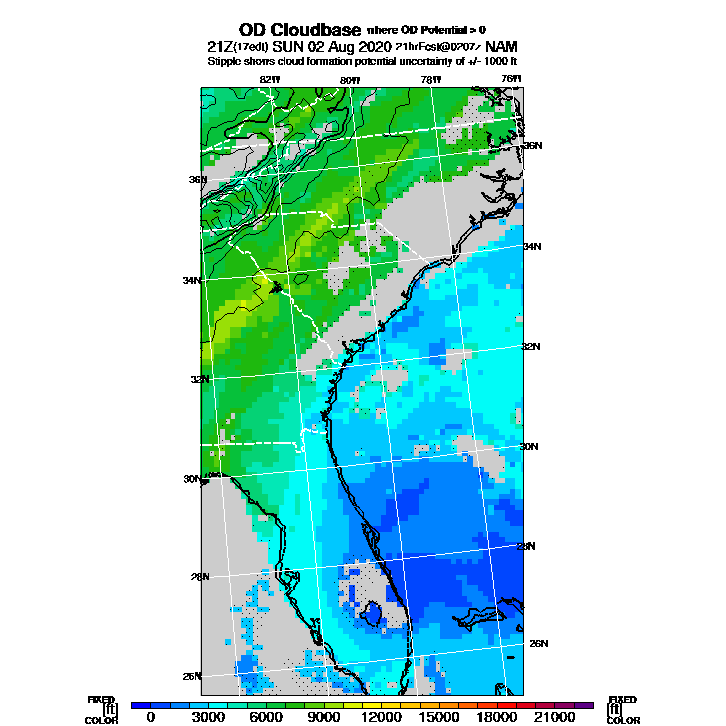 OD Cloudbase where OD Potential > 0
21Z(17edt) SUN 02 Aug 2020 21hrFcst@0207z NAM
Stipple shows cloud formation potential uncertainty of +/- 1000 ft
82W 80W 78W 76W
36N
36N
34N
34N
32N
32N
30N
30N
28N
28N
26N
26N
FIXED FIXED
[ft] 0 3000 6000 9000 12000 15000 18000 21000 [ft]
COLOR COLOR